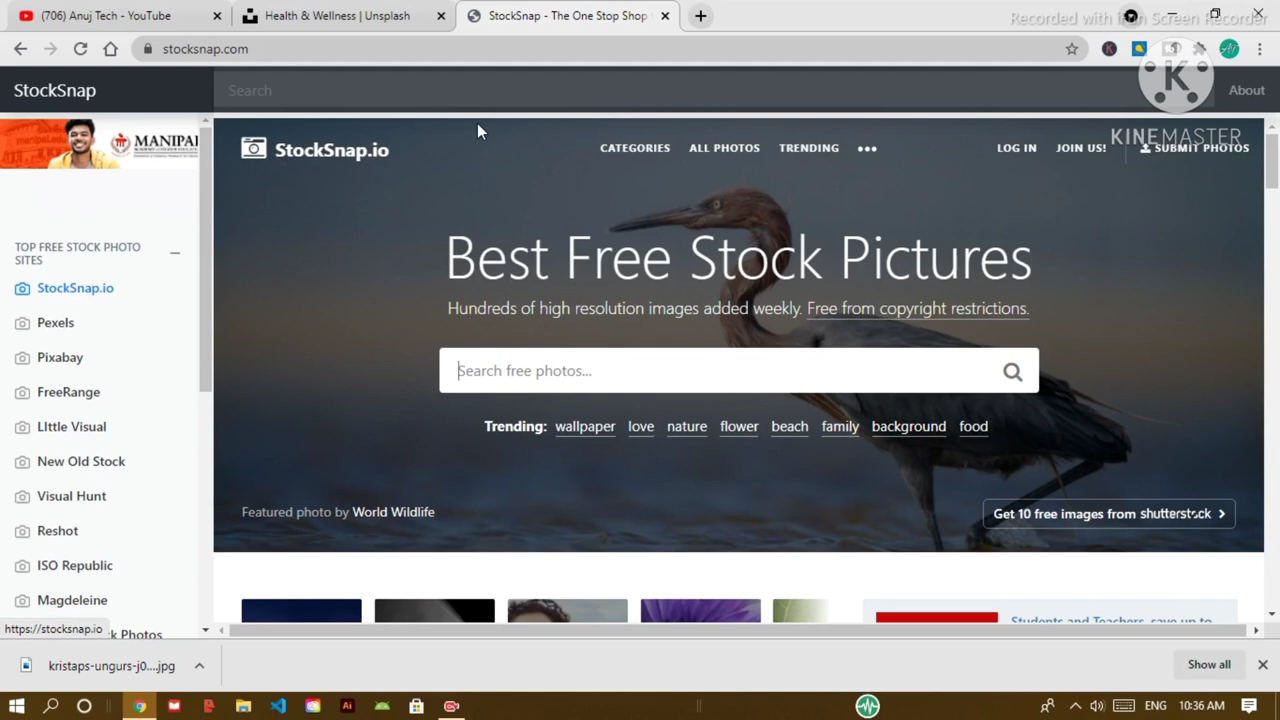 (706) Anuj Tech - YouTube
Health & Wellness | Unsplash
StockSnap - The One Stop Shop
Recorded with iTop Screen Recorder
stocksnap.com
StockSnap
Search
About
K
KINEMASTER
MANIPAL
StockSnap.io
CATEGORIES
ALL PHOTOS
TRENDING
LOG IN
JOIN US!
SUBMIT PHOTOS
TOP FREE STOCK PHOTO
SITES
StockSnap.io
Pexels
Pixabay
FreeRange
LIttle Visual
New Old Stock
Visual Hunt
Reshot
ISO Republic
Magdeleine
k Photos
Best Free Stock Pictures
Hundreds of high resolution images added weekly. Free from copyright restrictions.
Search free photos...
Trending: wallpaper love nature flower beach family background food
Featured photo by World Wildlife
Get 10 free images from shutterstock
Students and Teachers, save up to
https://stocksnap.io
kristaps-ungurs-j0....jpg
Show all
Ai
ENG
10:36 AM